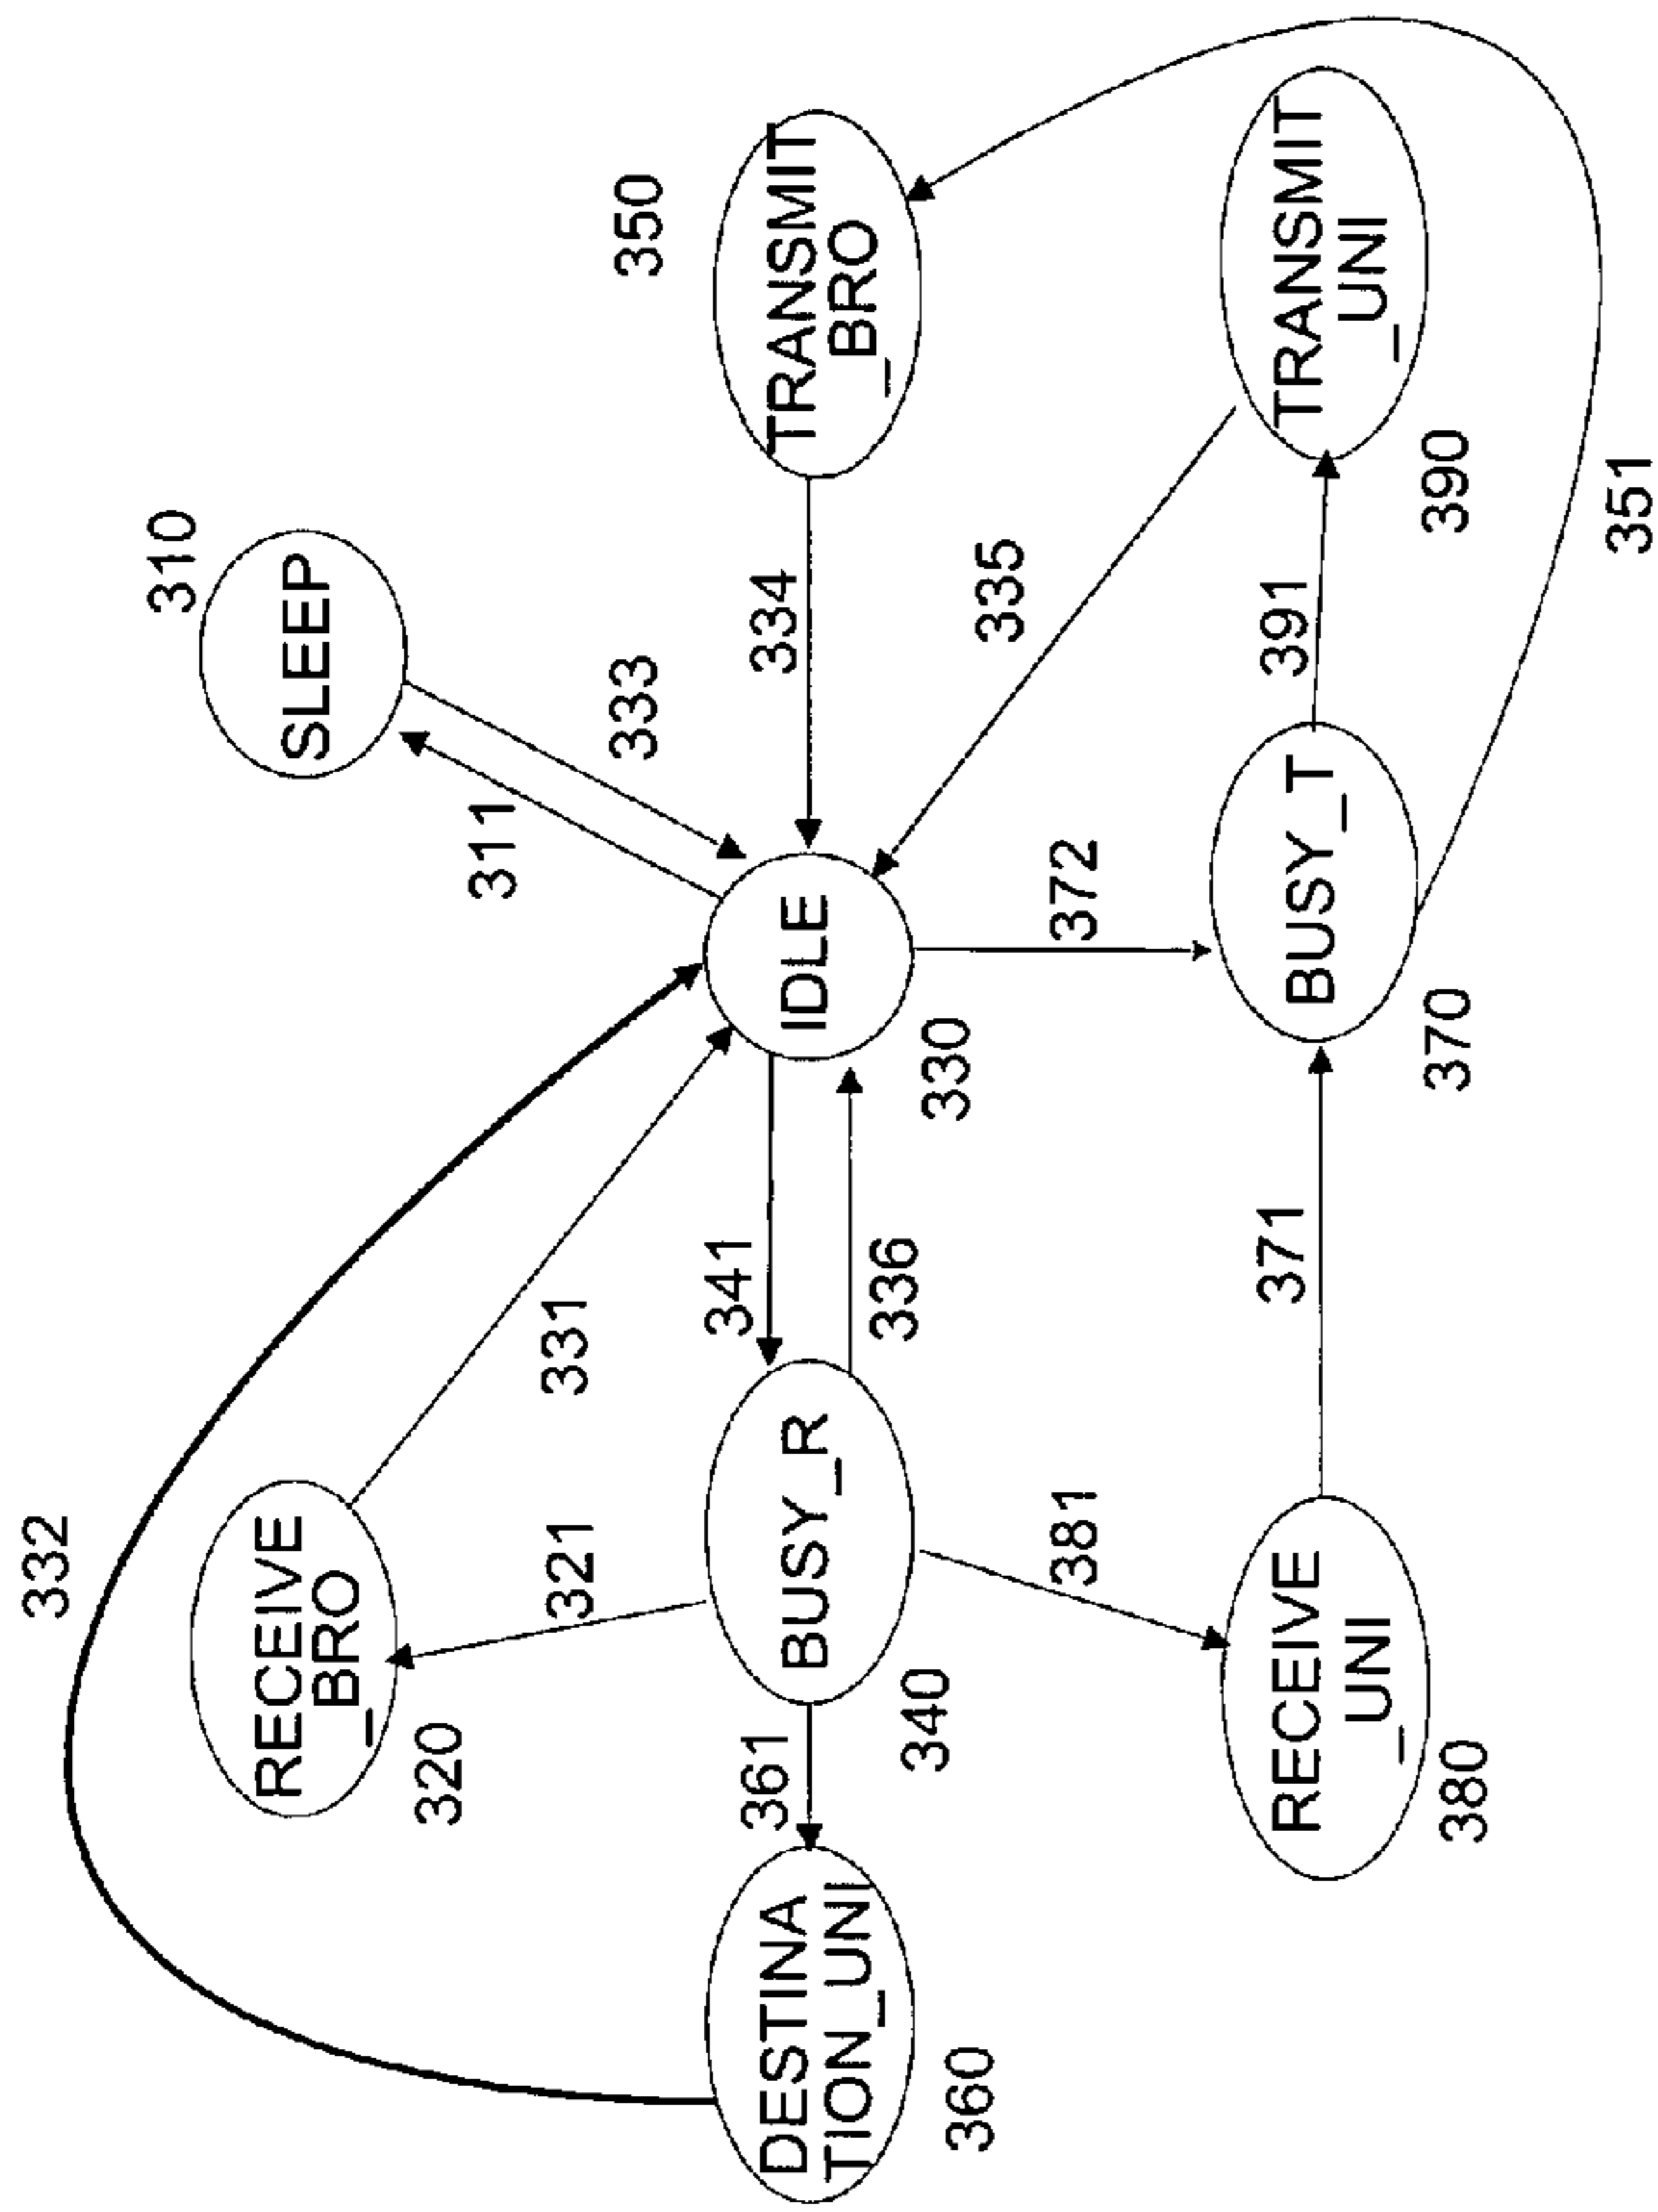 332
RECEIVE
_BRO
320
331
321
310
SLEEP
311
333
350
TRANSMIT
_BRO
334
DESTINA
TION_UNI
360
361
BUSY_R
340
341
336
IDLE
330
335
372
381
RECEIVE
_UNI
380
371
BUSY_T
370
391
TRANSMIT
_UNI
390
351